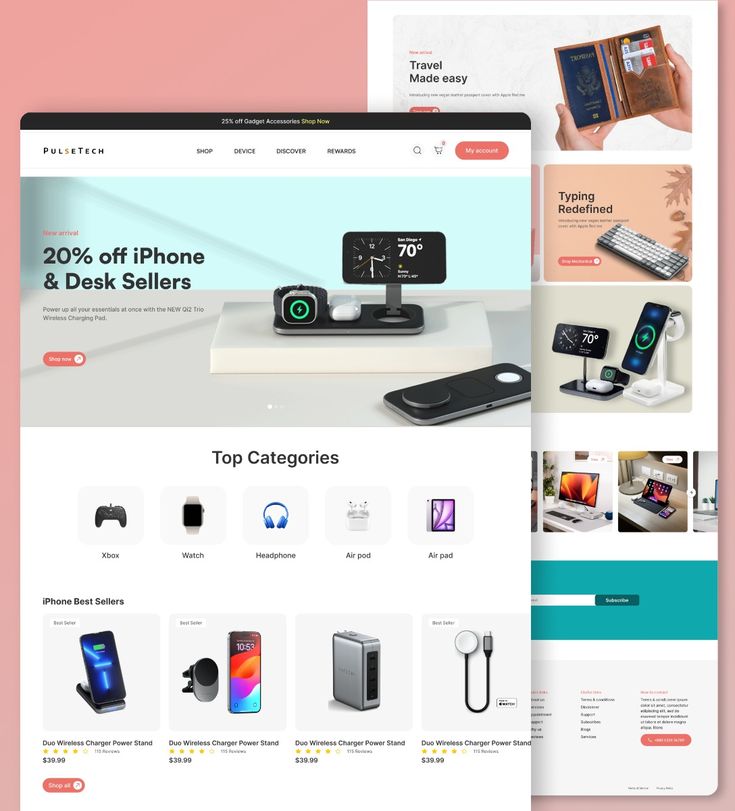 25% off Gadget Accessories Shop Now
PULSETECH
SHOP
DEVICE
DISCOVER
REWARDS
0
My account
New arrival
20% off iPhone
& Desk Sellers
Power up all your essentials at once with the NEW Qi2 Trio
Wireless Charging Pad.
Shop now
12
San Diego
70°
Sunny
Top Categories
Xbox
Watch
Headphone
Air pod
Air pad
iPhone Best Sellers
Best Seller
Best Seller
10:53
Best Seller
WATCH
Duo Wireless Charger Power Stand
110 Reviews
$39.99
Duo Wireless Charger Power Stand
115 Reviews
$39.99
Duo Wireless Charger Power Stand
115 Reviews
$39.99
Duo Wireless Charger Power Stand
115 Reviews
$39.99
Shop all
New arrival
Travel
Made easy
Introducing new vegan leather passport cover with Apple find me
Typing
Redefined
Introducing new vegan leather passport
cover with Apple find me
Shop Mechanical
70°
Subscribe
Terms & conditions
Discover
Support
Subscribes
Blogs
Services
Terms of Service
Privacy Policy